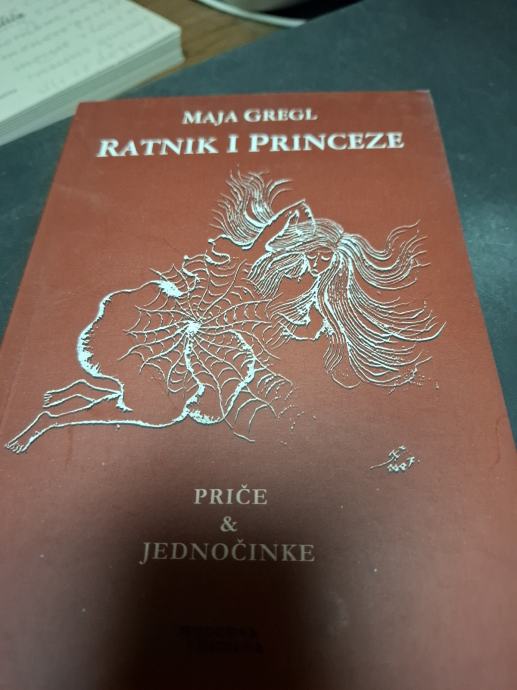 MAJA GREGL
RATNIK I PRINCEZE
PRIČE
&
JEDNOČINKE